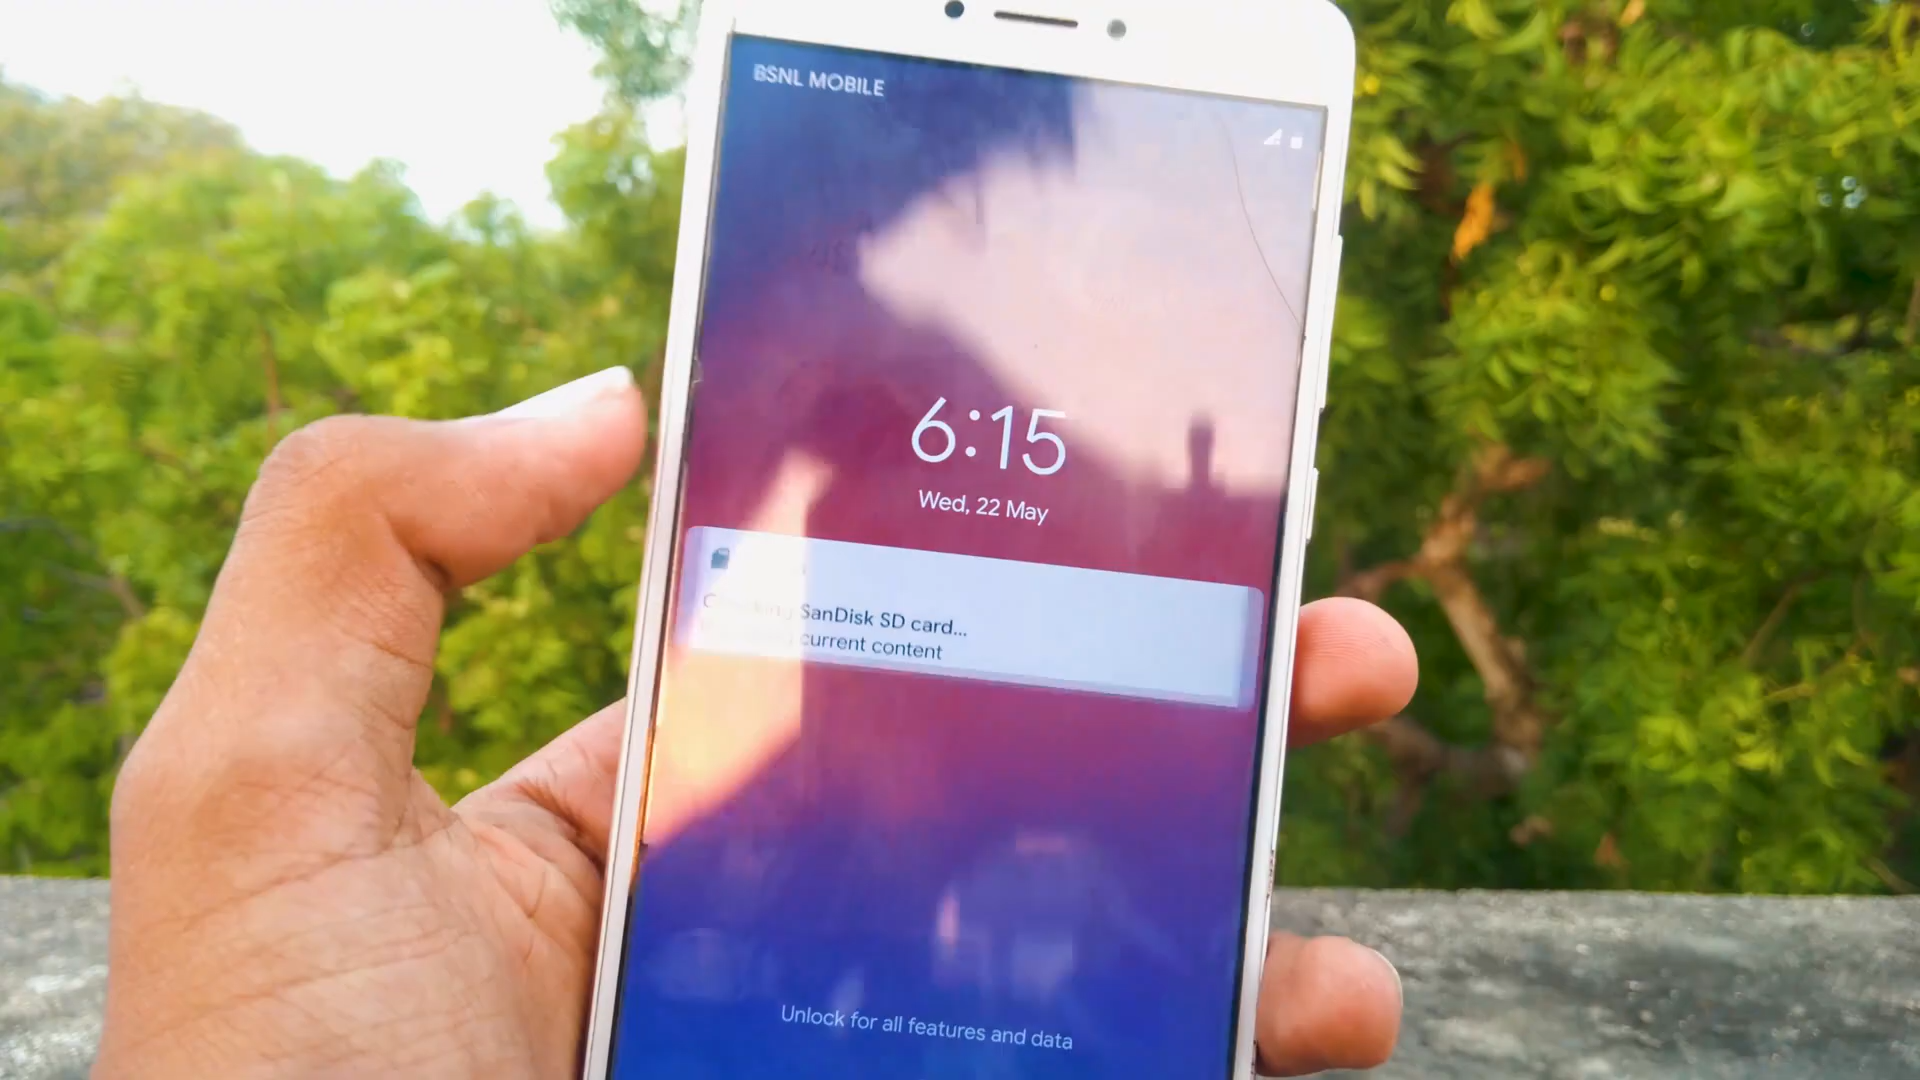 BSNL MOBILE
6:15
Wed, 22 May
SanDisk SD card...
current content
Unlock for all features and data